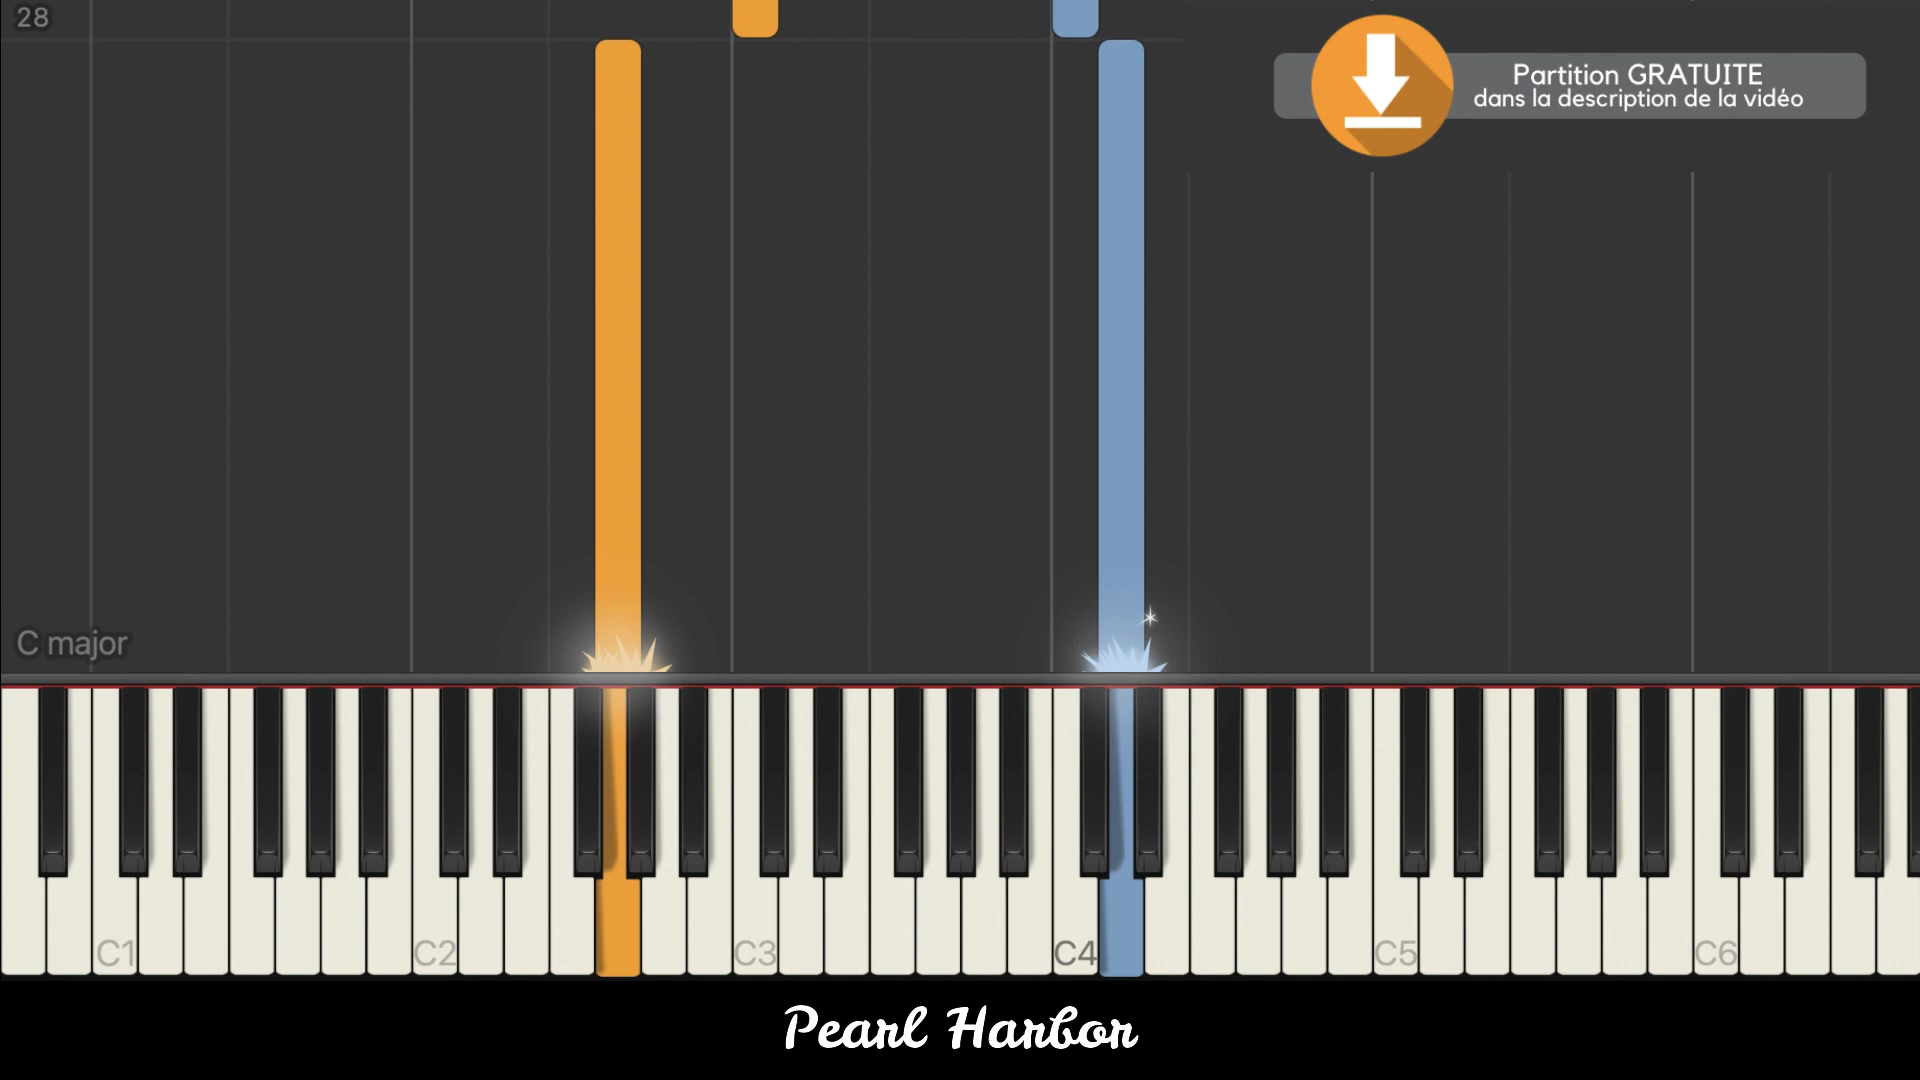 28
Partition GRATUITE
dans la description de la vidéo
C major
C1 C2 C3 C4 C5 C6
Pearl Harbor